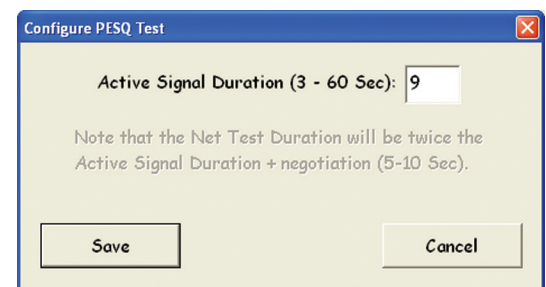 Configure PESQ Test
Active Signal Duration (3 - 60 Sec): 9
Note that the Net Test Duration will be twice the
Active Signal Duration + negotiation (5-10 Sec).
Save Cancel